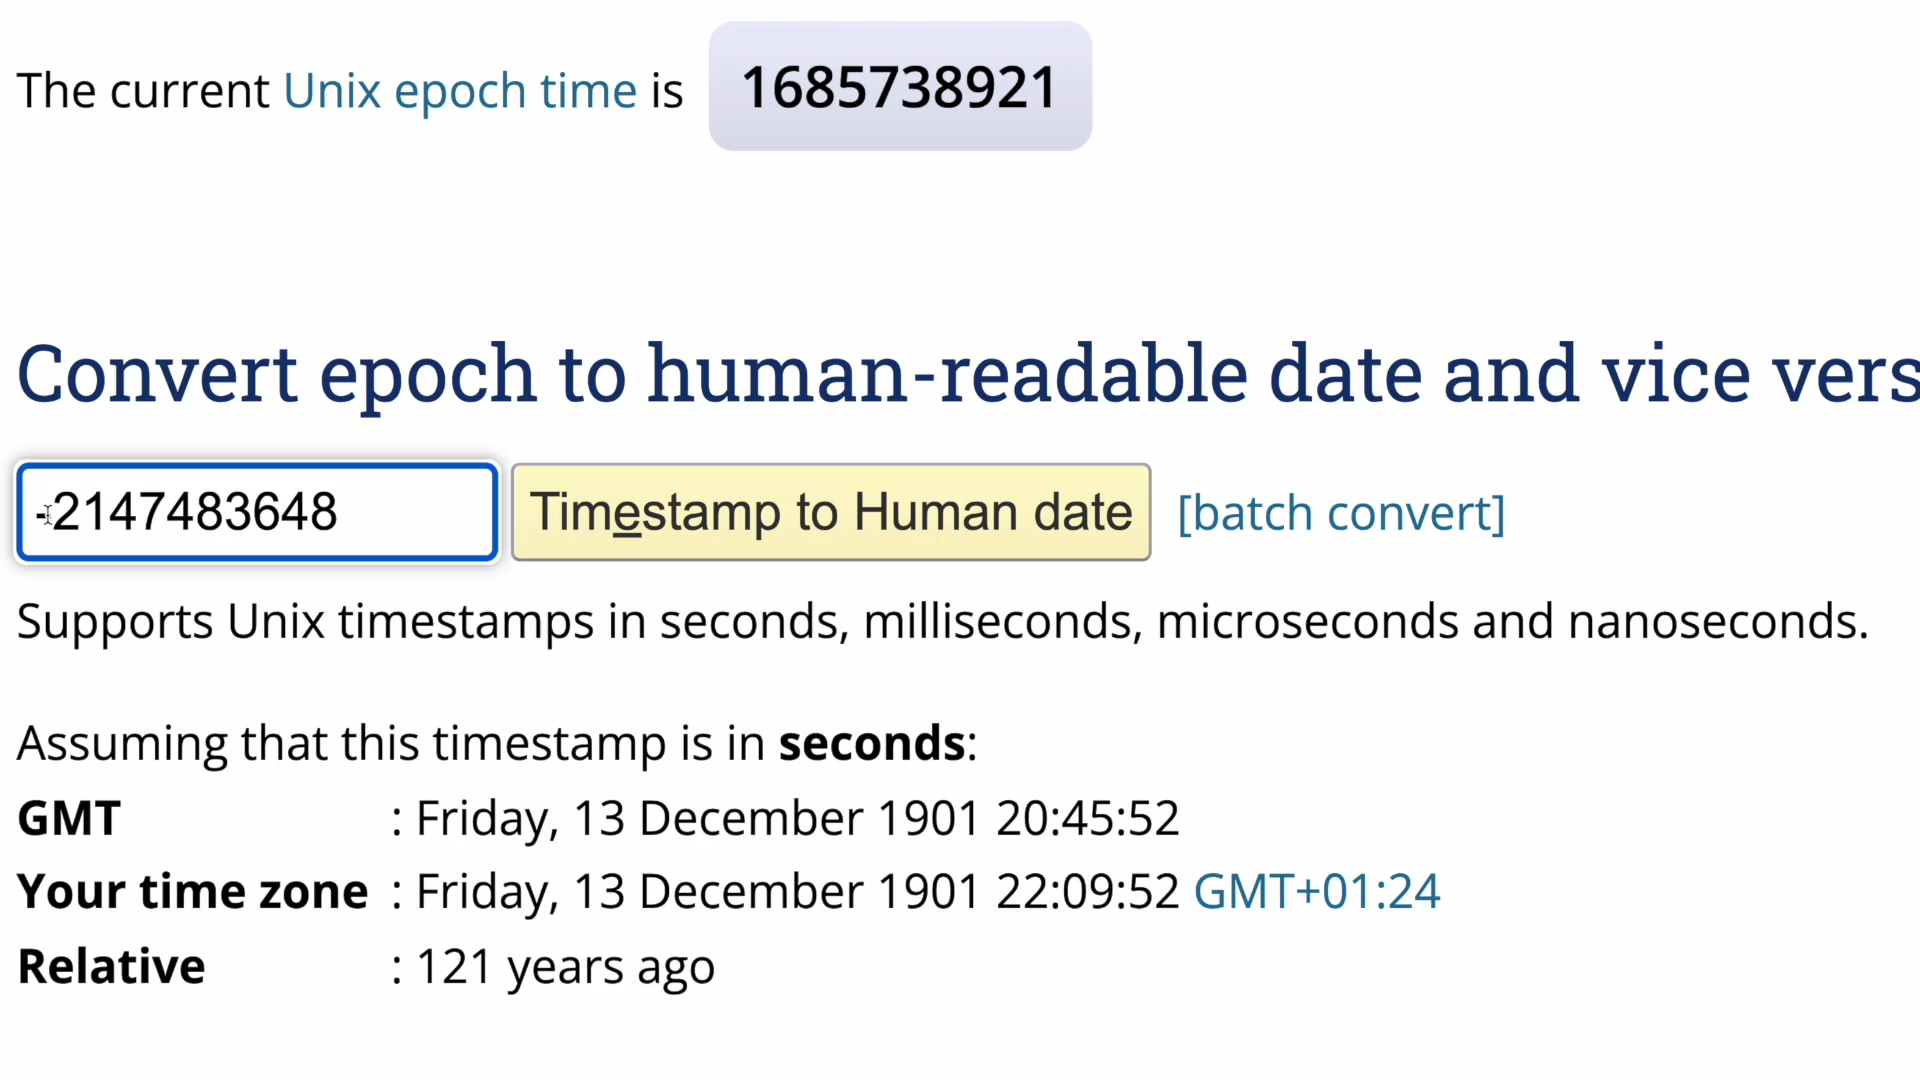 The current Unix epoch time is 1685738921
Convert epoch to human-readable date and vice vers
-2147483648 Timestamp to Human date [batch convert]
Supports Unix timestamps in seconds, milliseconds, microseconds and nanoseconds.
Assuming that this timestamp is in seconds:
GMT : Friday, 13 December 1901 20:45:52
Your time zone : Friday, 13 December 1901 22:09:52 GMT+01:24
Relative : 121 years ago